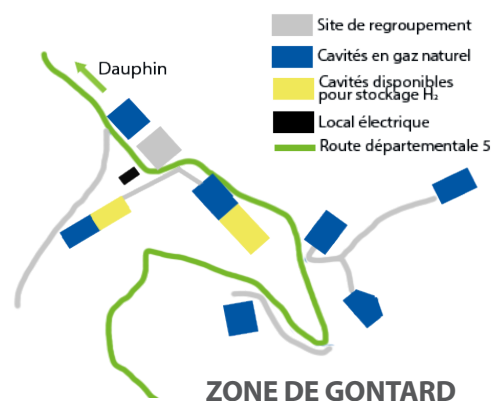 Site de regroupement
Cavités en gaz naturel
Cavités disponibles
pour stockage H₂
Local électrique
Route départementale 5
Dauphin
ZONE DE GONTARD